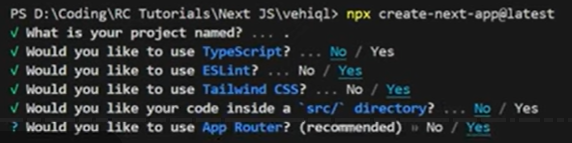 PS D:\Coding\RC Tutorials\Next JS\vehiql> npx create-next-app@latest
√ What is your project named? ... .
√ Would you like to use TypeScript? ... No / Yes
√ Would you like to use ESLint? ... No / Yes
√ Would you like to use Tailwind CSS? ... No / Yes
√ Would you like your code inside a `src/` directory? ... No / Yes
? Would you like to use App Router? (recommended) » No / Yes